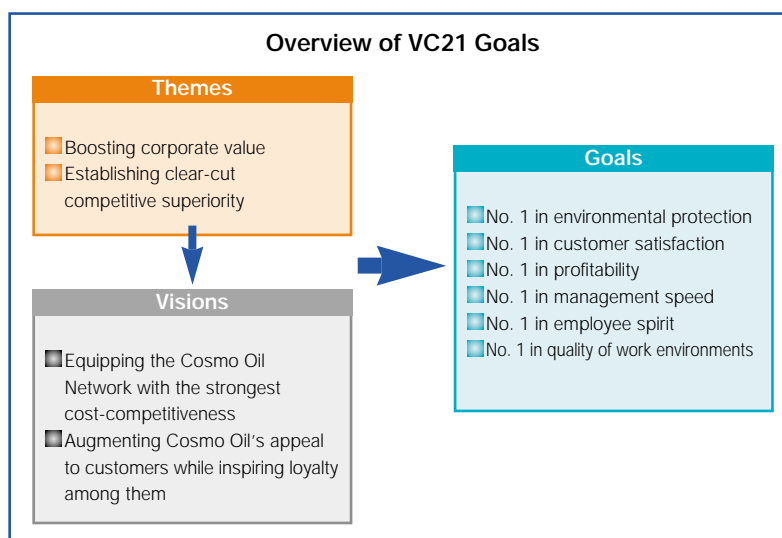 Overview of VC21 Goals
Themes
Boosting corporate value
Establishing clear-cut
competitive superiority
Visions
Equipping the Cosmo Oil
Network with the strongest
cost-competitiveness
Augmenting Cosmo Oil's appeal
to customers while inspiring loyalty
among them
Goals
No. 1 in environmental protection
No. 1 in customer satisfaction
No. 1 in profitability
No. 1 in management speed
No. 1 in employee spirit
No. 1 in quality of work environments